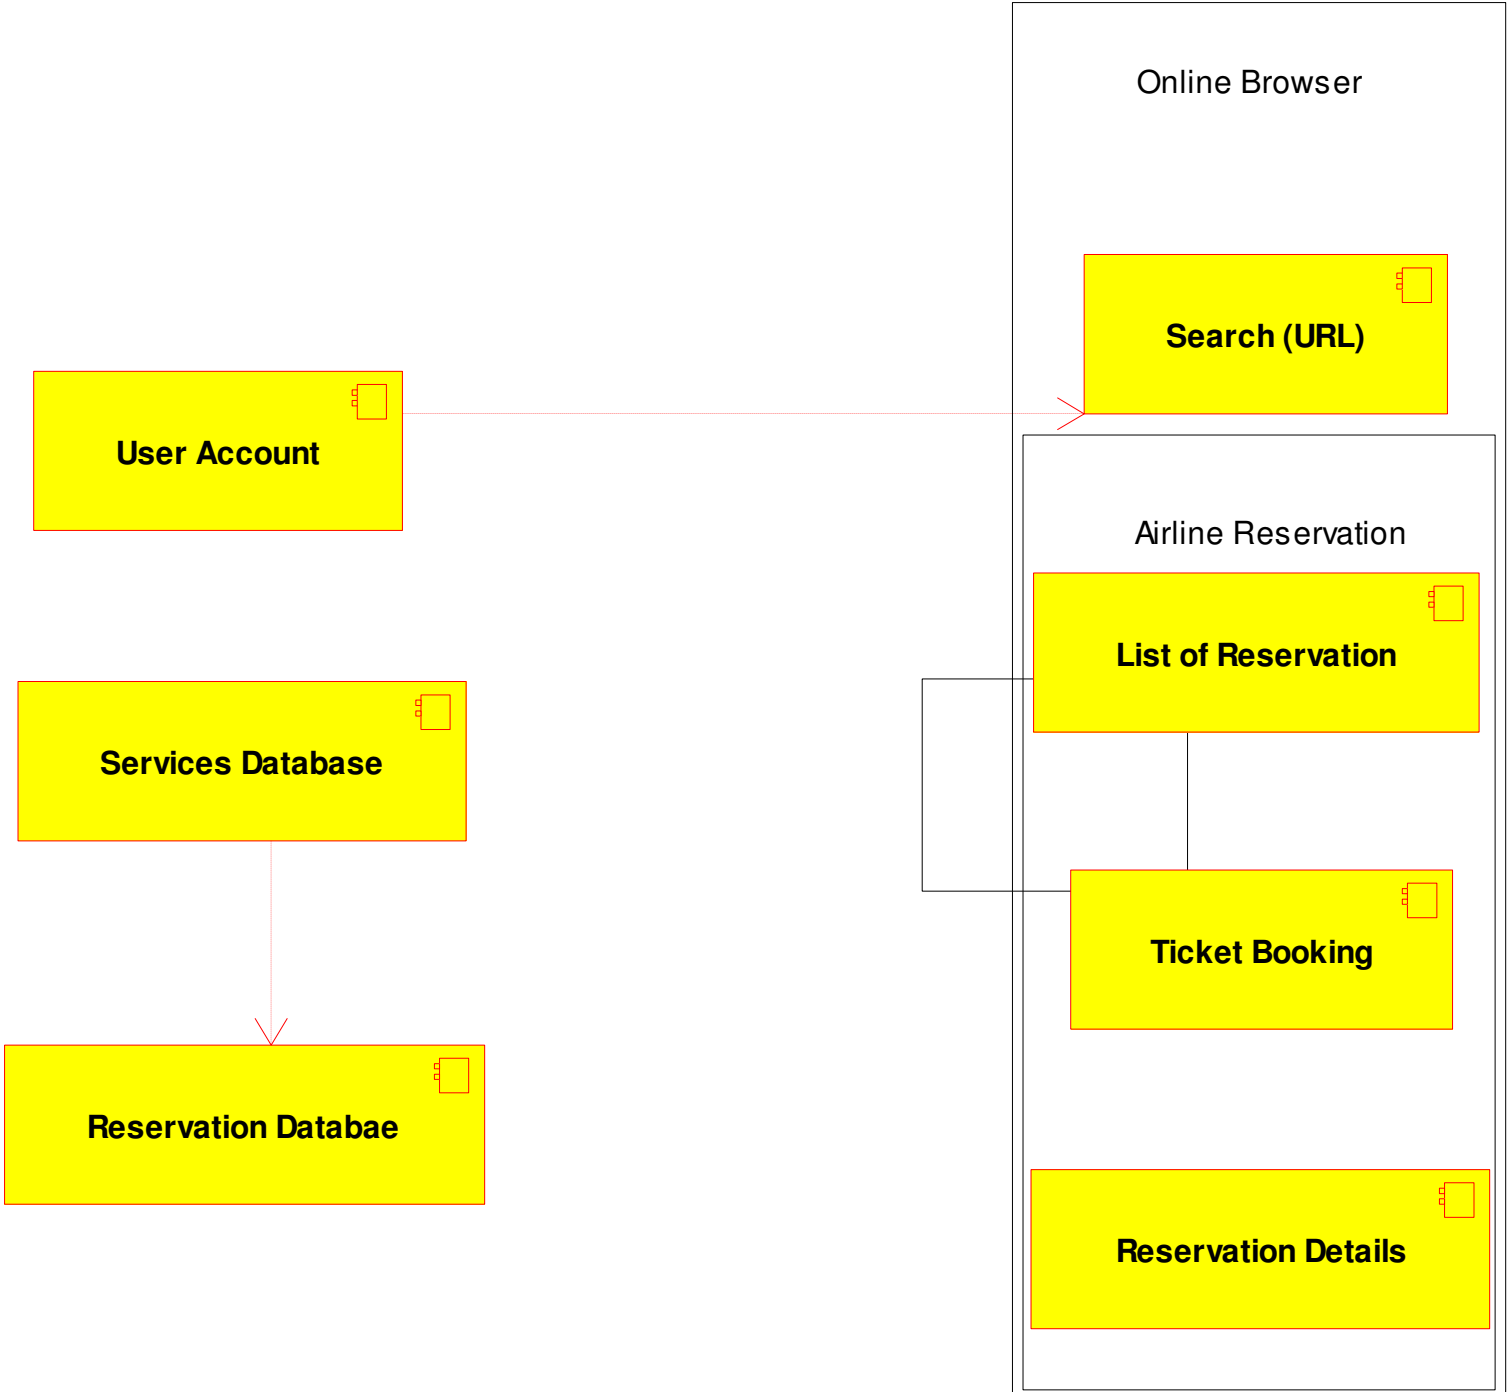 Online Browser
Search (URL)
User Account
Airline Reservation
List of Reservation
Services Database
Ticket Booking
Reservation Databae
Reservation Details